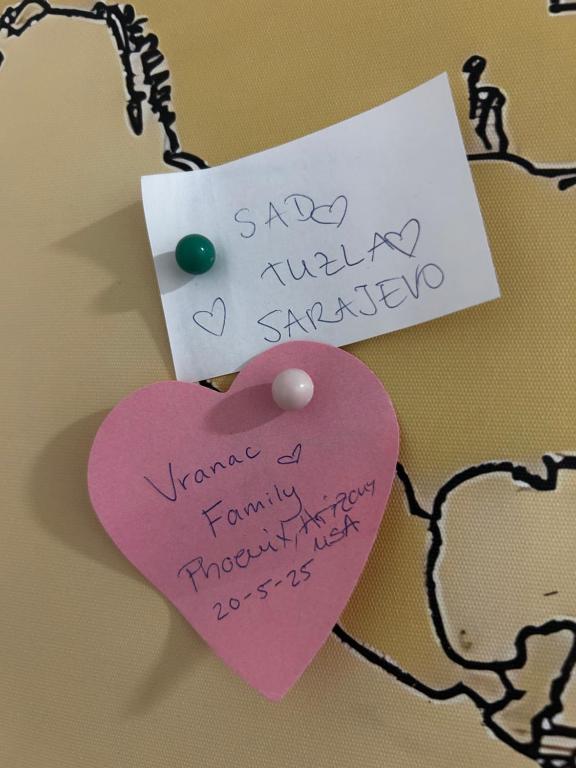 SAD♡
TUZLA♡
♡ SARAJEVO
Vranac ♡
Family
Phoenix, Arizona
USA
20-5-25